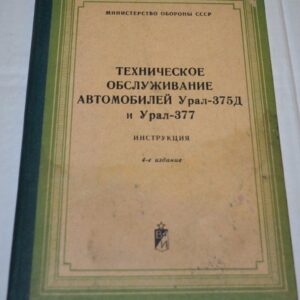 МИНИСТЕРСТВО ОБОРОНЫ СССР
ТЕХНИЧЕСКОЕ
ОБСЛУЖИВАНИЕ
АВТОМОБИЛЕЙ Урал-375Д
и Урал-377
ИНСТРУКЦИЯ
4-е издание